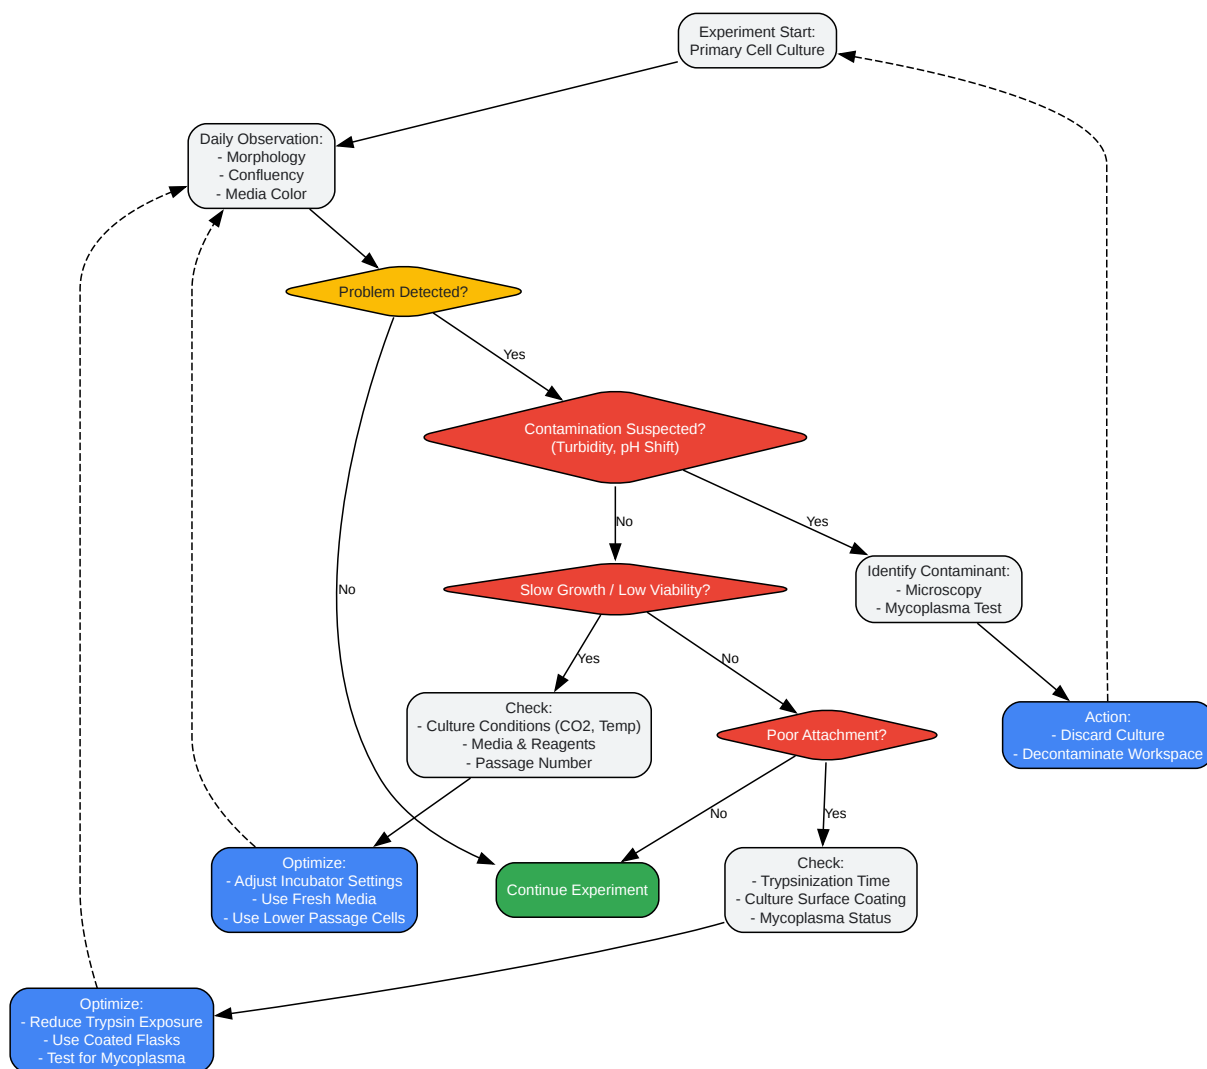 Experiment Start:
Primary Cell Culture
Daily Observation:
- Morphology
- Confluency
- Media Color
Problem Detected?
Yes
Contamination Suspected?
(Turbidity, pH Shift)
No
Yes
No
Slow Growth / Low Viability?
Identify Contaminant:
- Microscopy
- Mycoplasma Test
Yes
No
Check:
- Culture Conditions (CO2, Temp)
- Media & Reagents
- Passage Number
Poor Attachment?
Action:
- Discard Culture
- Decontaminate Workspace
No
Yes
Optimize:
- Adjust Incubator Settings
- Use Fresh Media
- Use Lower Passage Cells
Continue Experiment
Check:
- Trypsinization Time
- Culture Surface Coating
- Mycoplasma Status
Optimize:
- Reduce Trypsin Exposure
- Use Coated Flasks
- Test for Mycoplasma